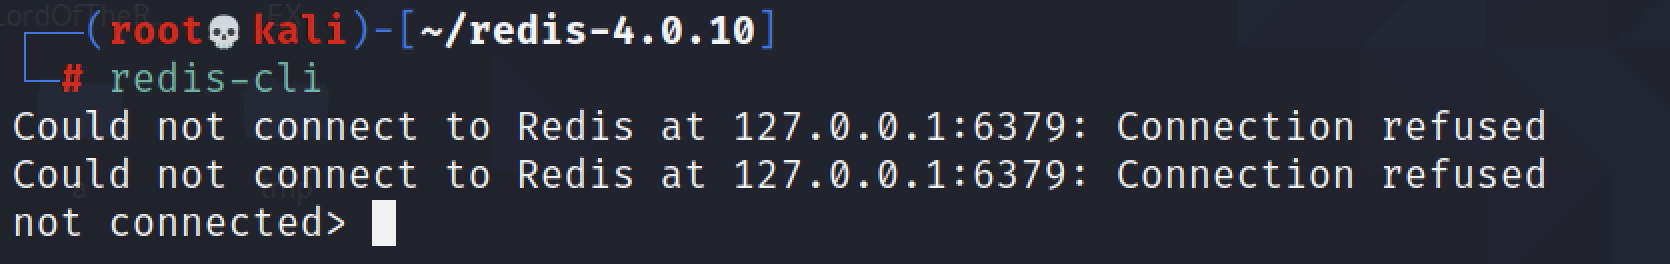 (root💀kali)-[~/redis-4.0.10]
# redis-cli
Could not connect to Redis at 127.0.0.1:6379: Connection refused
Could not connect to Redis at 127.0.0.1:6379: Connection refused
not connected>